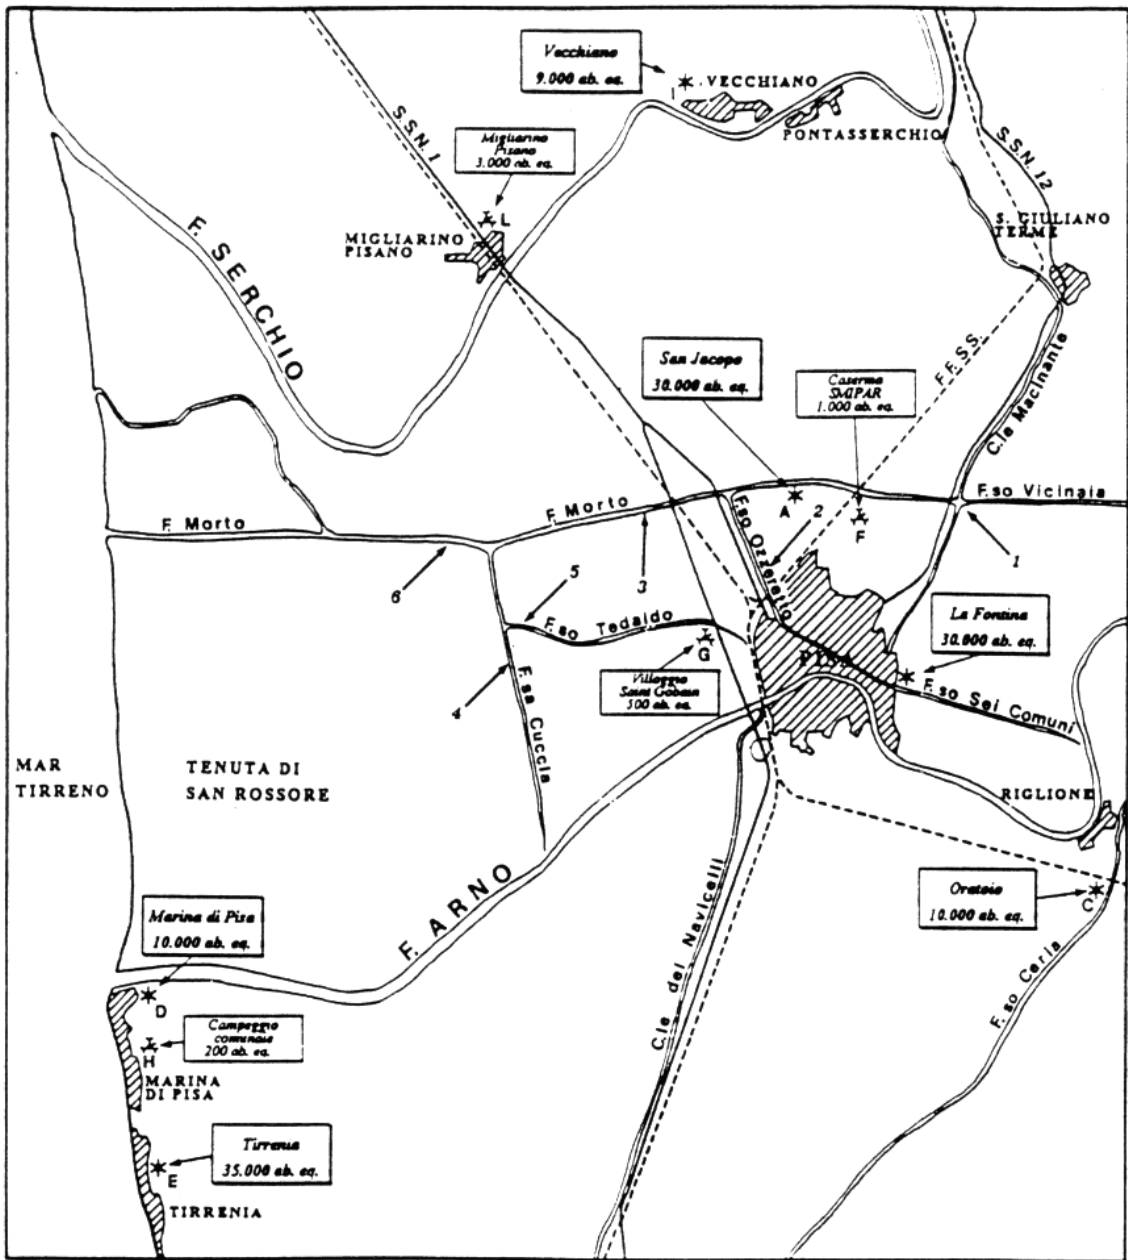 Vecchiano
9.000 ab. eq.
I
VECCHIANO
PONTASSERCHIO
S.S.N. 1
Migliarino
Pisano
3.000 ab. eq.
L
MIGLIARINO
PISANO
S.S.N. 12
S. GIULIANO
TERME
F. SERCHIO
San Jacopo
30.000 ab. eq.
Caserma
SMIPAR
1.000 ab. eq.
FF.SS.
C.le Macinante
F. Morto
F. Morto
A
2
F
F.so Vicinaia
F.so Ozzeretto
6
5
3
1
F.so Tedaldo
G
Villaggio
Saint Gobain
500 ab. eq.
PISA
La Fontina
30.000 ab. eq.
F.so Sei Comuni
4
F.sa Cuccia
MAR
TIRRENO
TENUTA DI
SAN ROSSORE
RIGLIONE
F. ARNO
C.le dei Navicelli
Oratoio
10.000 ab. eq.
C
F.so Ceria
Marina di Pisa
10.000 ab. eq.
D
Campeggio
comunale
200 ab. eq.
H
MARINA
DI PISA
Tirrenia
35.000 ab. eq.
E
TIRRENIA